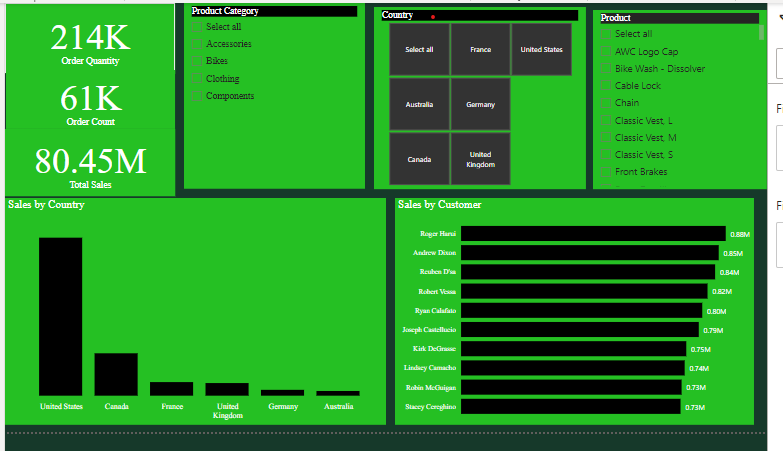 214K
Order Quantity
61K
Order Count
80.45M
Total Sales
Product Category
Select all
Accessories
Bikes
Clothing
Components
Country
Select all
France
United States
Australia
Germany
Canada
United
Kingdom
Product
Select all
AWC Logo Cap
Bike Wash - Dissolver
Cable Lock
Chain
Classic Vest, L
Classic Vest, M
Classic Vest, S
Front Brakes
Sales by Country
United States
Canada
France
United
Kingdom
Germany
Australia
Sales by Customer
Roger Harui 0.88M
Andrew Dixon 0.85M
Reuben D'sa 0.84M
Robert Vessa 0.82M
Ryan Calafato 0.80M
Joseph Castellucio 0.79M
Kirk DeGrasse 0.75M
Lindsey Camacho 0.74M
Robin McGuigan 0.73M
Stacey Cereghino 0.73M